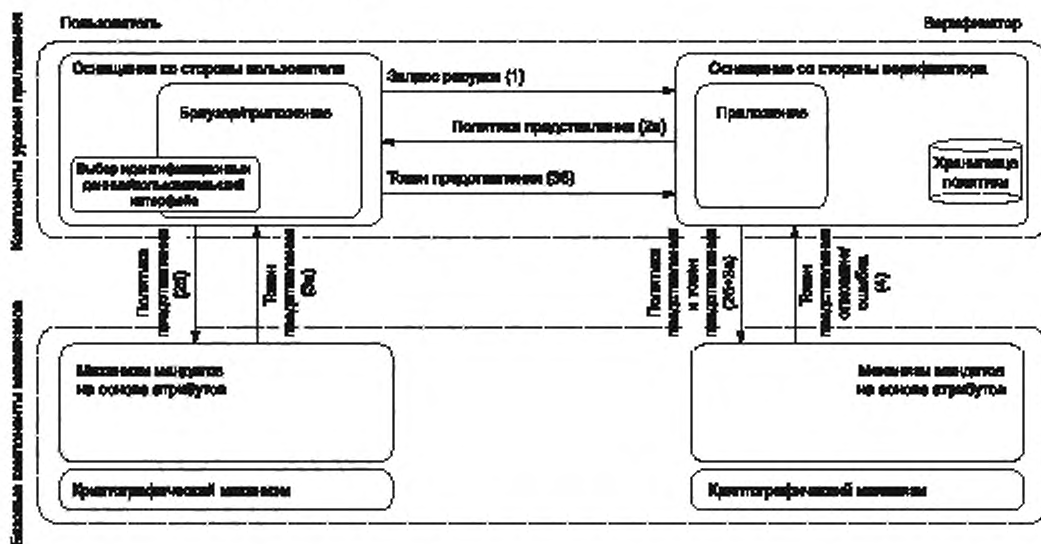 Пользователь
Верификатор
Компоненты уровня приложения
Оснащение со стороны пользователя
Браузер/приложение
Выбор идентификационных
данных/пользовательский
интерфейс
Запрос ресурса (1)
Политика представления (2а)
Токен представления (3б)
Оснащение со стороны верификатора
Приложение
Хранилище
политики
Политика
представления
(2б)
Токен
представления
(3а)
Политика
представления
и токен
представления
(2б+3а)
Токен
представления
описания/
ошибка
(4)
Базовые компоненты механизмов
Механизм мандатов
на основе атрибутов
Криптографический механизм
Механизм мандатов
на основе атрибутов
Криптографический механизм